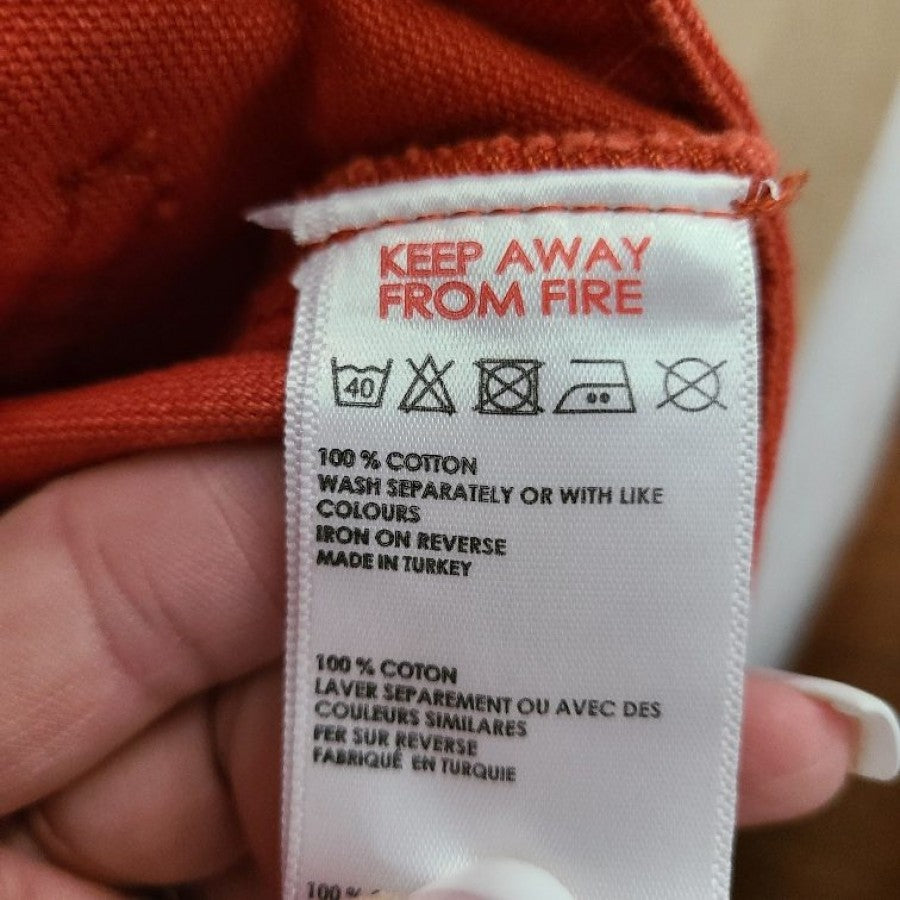 KEEP AWAY
FROM FIRE
40
100 % COTTON
WASH SEPARATELY OR WITH LIKE
COLOURS
IRON ON REVERSE
MADE IN TURKEY
100 % COTON
LAVER SEPAREMENT OU AVEC DES
COULEURS SIMILARES
FER SUR REVERSE
FABRIQUÉ EN TURQUIE
100 %